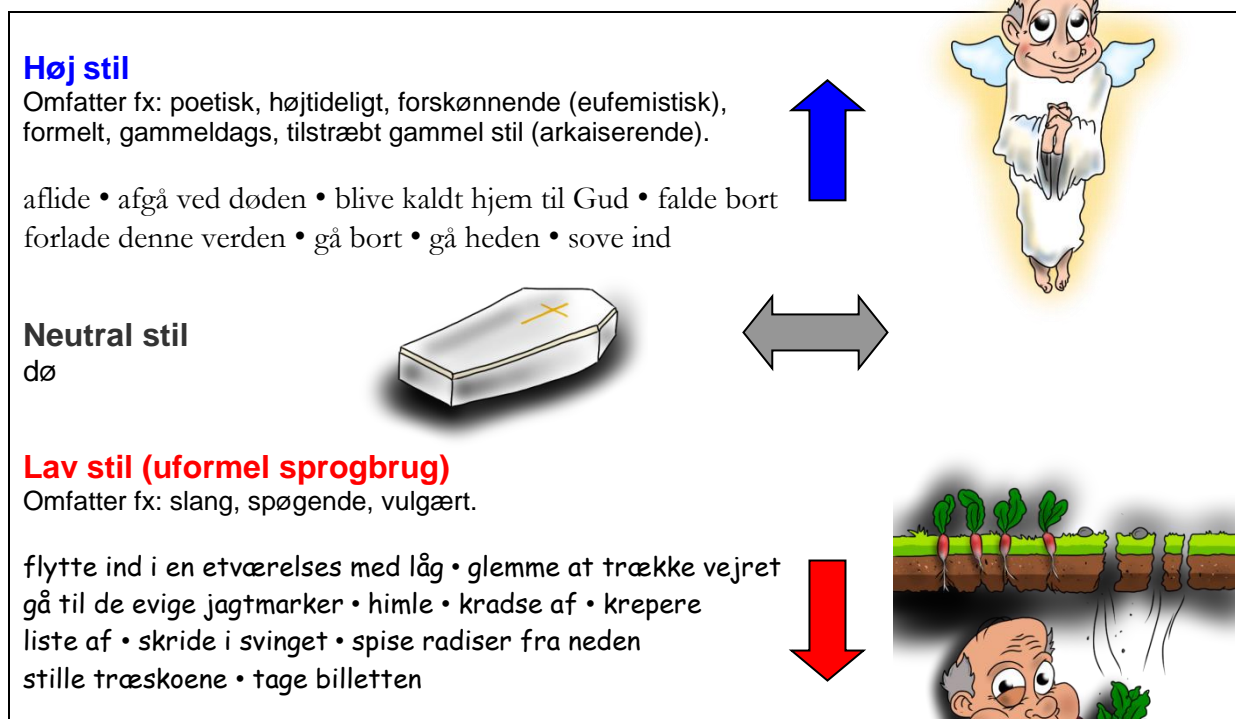 Høj stil
Omfatter fx: poetisk, højtideligt, forskønnende (eufemistisk),
formelt, gammeldags, tilstræbt gammel stil (arkaiserende).
aflide • afgå ved døden • blive kaldt hjem til Gud • falde bort
forlade denne verden • gå bort • gå heden • sove ind
Neutral stil
dø
Lav stil (uformel sprogbrug)
Omfatter fx: slang, spøgende, vulgært.
flytte ind i en etværelses med låg • glemme at trække vejret
gå til de evige jagtmarker • himle • kradse af • krepere
liste af • skride i svinget • spise radiser fra neden
stille træskoene • tage billetten